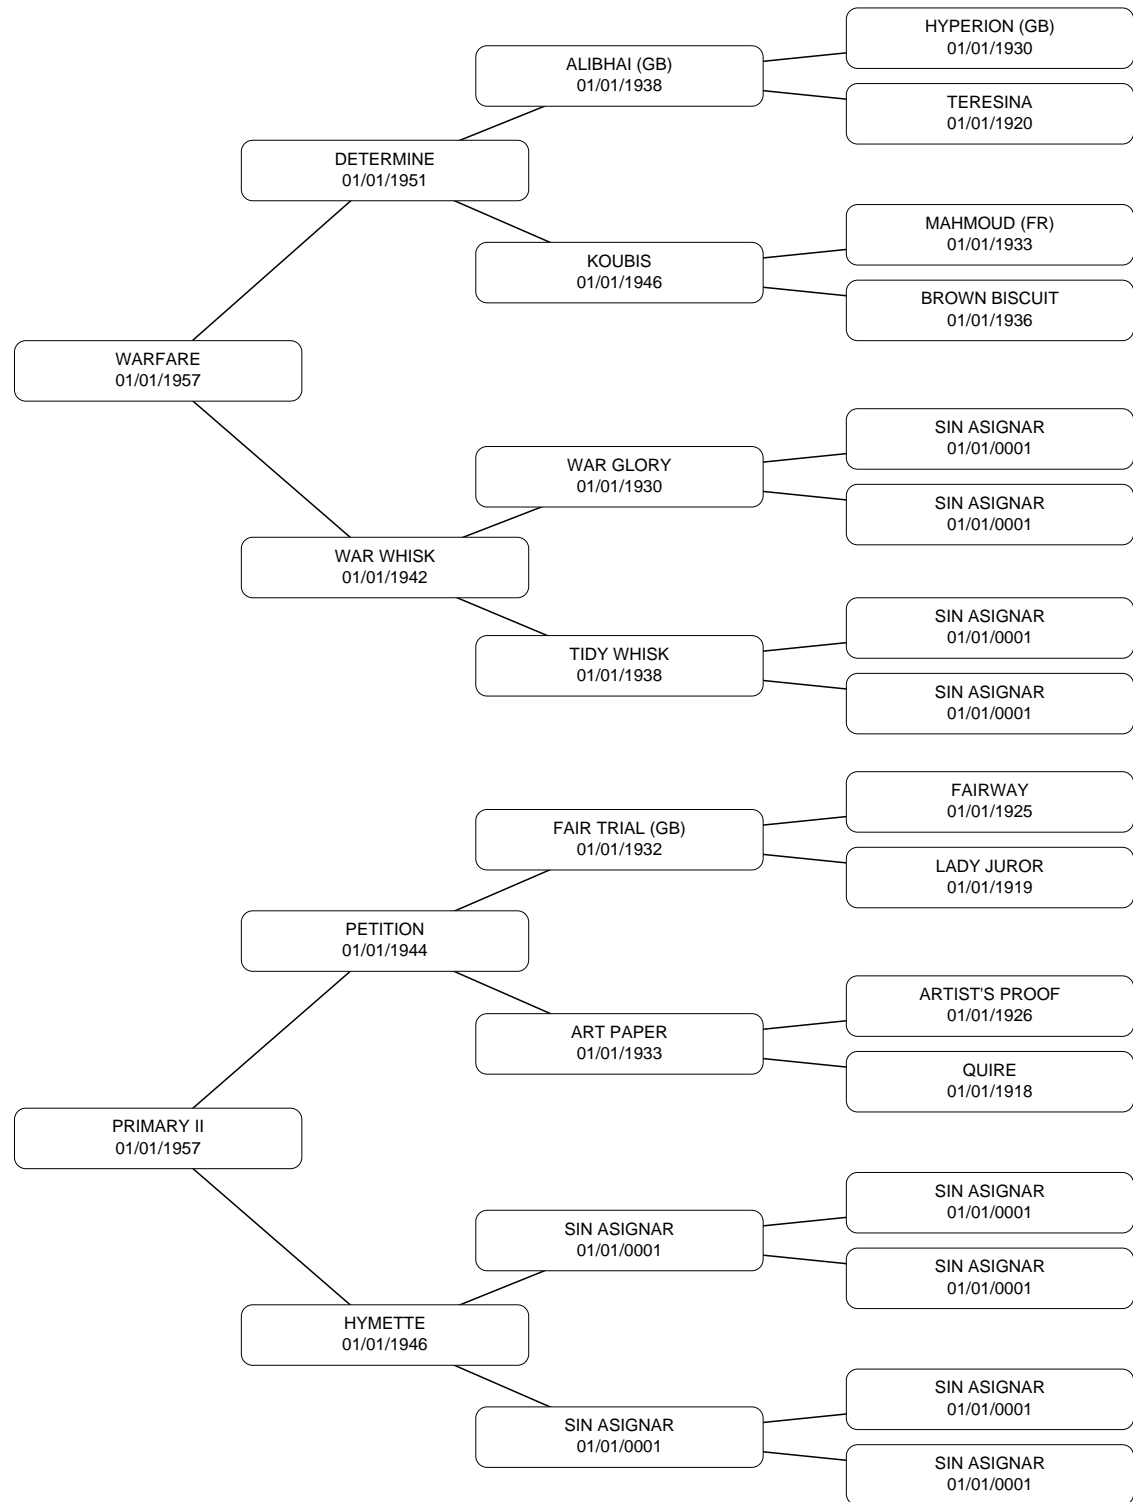 HYPERION (GB)
01/01/1930
ALIBHAI (GB)
01/01/1938
TERESINA
01/01/1920
DETERMINE
01/01/1951
MAHMOUD (FR)
01/01/1933
KOUBIS
01/01/1946
BROWN BISCUIT
01/01/1936
WARFARE
01/01/1957
SIN ASIGNAR
01/01/0001
WAR GLORY
01/01/1930
SIN ASIGNAR
01/01/0001
WAR WHISK
01/01/1942
SIN ASIGNAR
01/01/0001
TIDY WHISK
01/01/1938
SIN ASIGNAR
01/01/0001
FAIRWAY
01/01/1925
FAIR TRIAL (GB)
01/01/1932
LADY JUROR
01/01/1919
PETITION
01/01/1944
ARTIST'S PROOF
01/01/1926
ART PAPER
01/01/1933
QUIRE
01/01/1918
PRIMARY II
01/01/1957
SIN ASIGNAR
01/01/0001
SIN ASIGNAR
01/01/0001
SIN ASIGNAR
01/01/0001
HYMETTE
01/01/1946
SIN ASIGNAR
01/01/0001
SIN ASIGNAR
01/01/0001
SIN ASIGNAR
01/01/0001